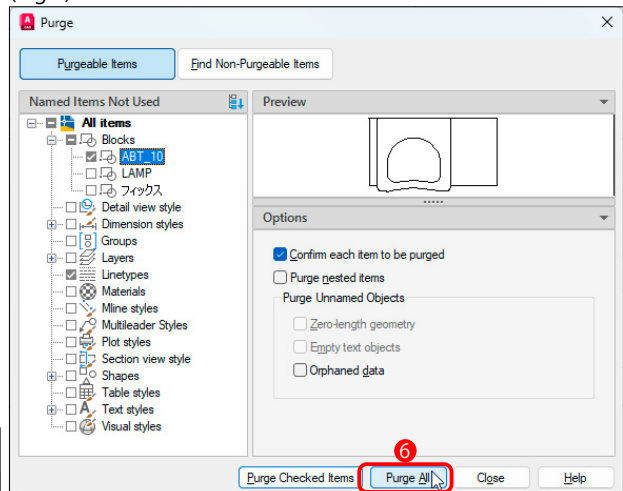 Purge
Purgeable Items Find Non-Purgeable Items
Named Items Not Used Preview
All items
Blocks
ABT_10
LAMP
フィックス
Detail view style
Dimension styles
Groups
Layers
Linetypes
Materials
Mline styles
Multileader Styles
Plot styles
Section view style
Shapes
Table styles
Text styles
Visual styles
Options
Confirm each item to be purged
Purge nested items
Purge Unnamed Objects
Zero-length geometry
Empty text objects
Orphaned data
6
Purge Checked Items Purge All Close Help